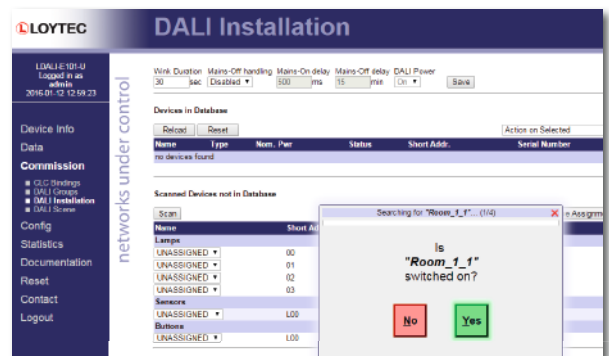 LOYTEC
DALI Installation
LDALI-E101-U
Logged in as
admin
2016-01-12 12:59:23
networks under control
Device Info
Data
Commission
CLC Bindings
DALI Groups
DALI Installation
DALI Scene
Config
Statistics
Documentation
Reset
Contact
Logout
Wink Duration Mains-Off handling Mains-On delay Mains-Off delay DALI Power
30 sec Disabled 500 ms 15 min On Save
Devices in Database
Reload Reset Action on Selected
Name Type Nom. Pwr Status Short Addr. Serial Number
no devices found
Scanned Devices not in Database
Scan
Name Short Ad
Lamps
UNASSIGNED 00
UNASSIGNED 01
UNASSIGNED 02
UNASSIGNED 03
Sensors
UNASSIGNED L00
Buttons
UNASSIGNED L00
Searching for "Room_1_1"... (1/4) X e Assignm
Is
"Room_1_1"
switched on?
No Yes